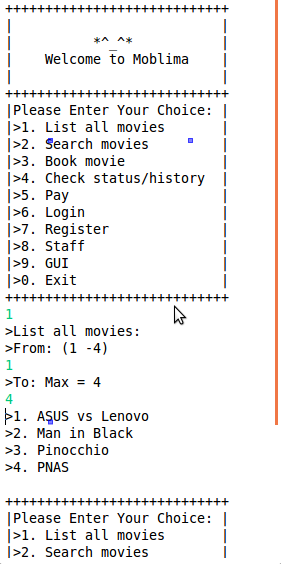 ++++++++++++++++++++++++++++
|                          |
|          *^_^*           |
|    Welcome to Moblima    |
|                          |
++++++++++++++++++++++++++++
|Please Enter Your Choice: |
|>1. List all movies       |
|>2. Search movies         |
|>3. Book movie            |
|>4. Check status/history  |
|>5. Pay                   |
|>6. Login                 |
|>7. Register              |
|>8. Staff                 |
|>9. GUI                   |
|>0. Exit                  |
++++++++++++++++++++++++++++
1
>List all movies:
>From: (1 -4)
1
>To: Max = 4
4
>1. ASUS vs Lenovo
>2. Man in Black
>3. Pinocchio
>4. PNAS

++++++++++++++++++++++++++++
|Please Enter Your Choice: |
|>1. List all movies       |
|>2. Search movies         |